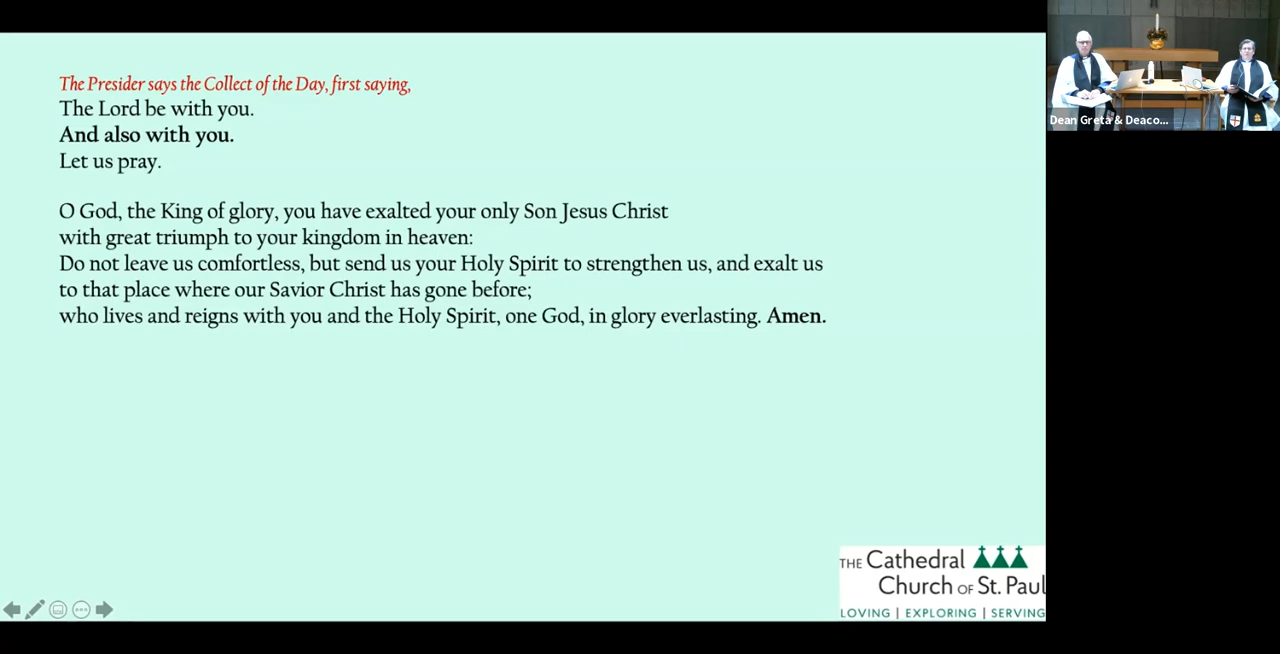 The Presider says the Collect of the Day, first saying,
The Lord be with you.
And also with you.
Let us pray.
O God, the King of glory, you have exalted your only Son Jesus Christ
with great triumph to your kingdom in heaven:
Do not leave us comfortless, but send us your Holy Spirit to strengthen us, and exalt us
to that place where our Savior Christ has gone before;
who lives and reigns with you and the Holy Spirit, one God, in glory everlasting. Amen.
Dean Greta & Deaco...
THE Cathedral
Church OF St. Paul
LOVING | EXPLORING | SERVING